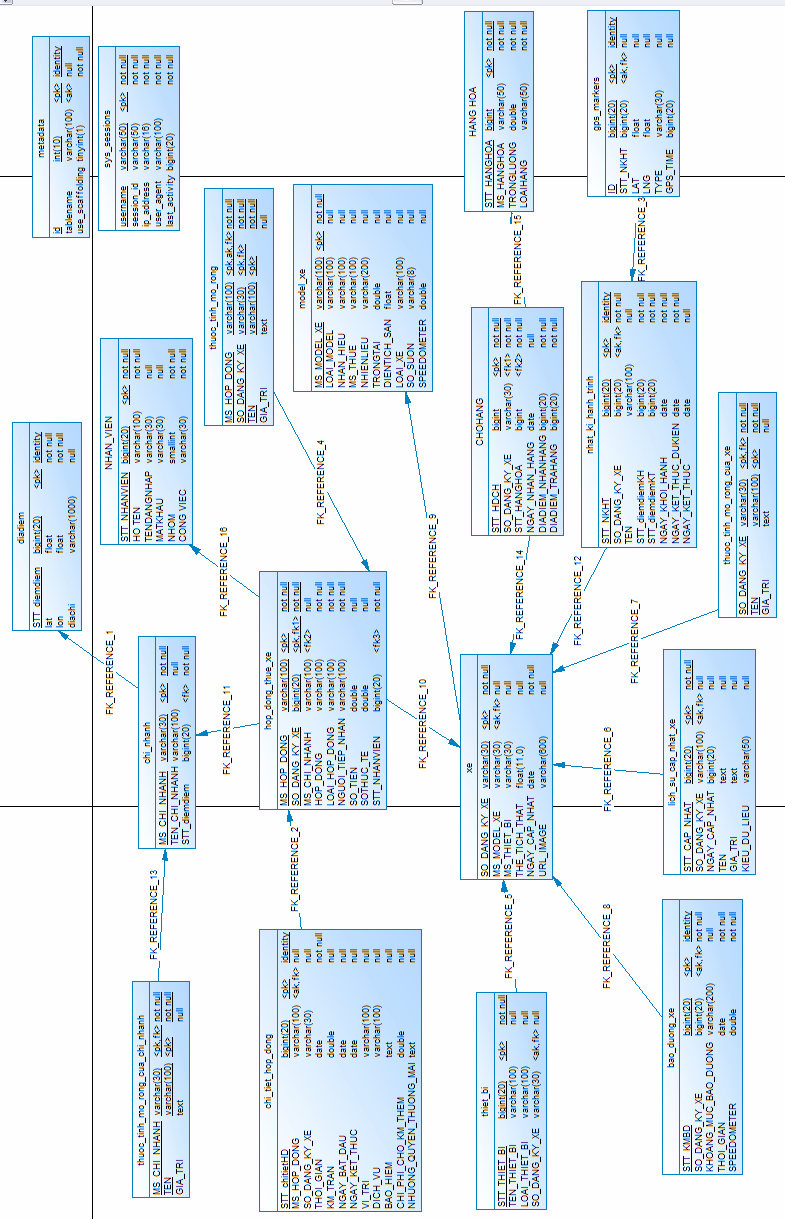 diadiem
STT_diemdiem bigint(20) <pk> identity
lat float not null
lon float not null
diachi varchar(1000) null
metadata
id int(10) <pk> identity
tablename varchar(100) <ak> null
use_scaffolding tinyint(1) not null
FK_REFERENCE_1
thuoc_tinh_mo_rong_cua_chi_nhanh
MS_CHI_NHANH varchar(30) <pk,fk> not null
TEN varchar(100) <pk> not null
GIA_TRI text null
FK_REFERENCE_13
chi_nhanh
MS_CHI_NHANH varchar(30) <pk> not null
TEN_CHI_NHANH varchar(100) null
STT_diemdiem bigint(20) <fk> not null
NHAN_VIEN
STT_NHANVIEN bigint(20) <pk> not null
HO TEN varchar(100) not null
TENDANGNHAP varchar(30) null
MATKHAU varchar(30) null
NHOM smallint not null
CONG VIEC varchar(30) not null
sys_sessions
username varchar(50) <pk> not null
session_id varchar(50) not null
ip_address varchar(16) not null
user_agent varchar(100) not null
last_activity bigint(20) not null
FK_REFERENCE_11
FK_REFERENCE_16
thuoc_tinh_mo_rong
MS_HOP_DONG varchar(100) <pk,ak,fk> not null
SO_DANG_KY_XE varchar(30) <pk,fk> not null
TEN varchar(100) <pk> not null
GIA_TRI text null
chi_tiet_hop_dong
STT_chitietHD bigint(20) <pk> identity
MS_HOP_DONG varchar(100) <ak,fk> null
SO_DANG_KY_XE varchar(30) null
THOI_GIAN date not null
KM_TRAN double null
NGAY_BAT_DAU date null
NGAY_KET_THUC date null
VI_TRI varchar(100) null
DICH_VU varchar(100) null
BAO_HIEM text null
CHI_PHI_CHO_KM_THEM double null
NHUONG_QUYEN_THUONG_MAI text null
FK_REFERENCE_2
hop_dong_thue_xe
MS_HOP_DONG varchar(100) <pk> not null
SO_DANG_KY_XE bigint(20) <pk,fk1> not null
MS_CHI_NHANH varchar(100) <fk2> not null
HOP_DONG varchar(100) not null
LOAI_HOP_DONG varchar(100) not null
NGUOI_TIEP_NHAN varchar(100) not null
SO_TIEN double null
SOTHUC_TE double null
STT_NHANVIEN bigint(20) <fk3> not null
FK_REFERENCE_4
model_xe
MS_MODEL_XE varchar(100) <pk> not null
LOAI_MODEL varchar(100) null
NHAN_HIEU varchar(100) null
MS_THUE varchar(100) null
NHIENLIEU varchar(200) null
TRONGTAI double null
DIENTICH_SAN float null
LOAI_XE varchar(100) null
SO_SUON varchar(8) null
SPEEDOMETER double null
FK_REFERENCE_10
FK_REFERENCE_9
thiet_bi
STT_THIET_BI bigint(20) <pk> not null
TEN_THIET_BI varchar(100) null
LOAI_THIET_BI varchar(100) null
SO_DANG_KY_XE varchar(30) <ak,fk> null
FK_REFERENCE_5
xe
SO_DANG_KY_XE varchar(30) <pk> not null
MS_MODEL_XE varchar(30) <ak,fk> null
MS_THIET_BI varchar(30) null
THE_TICH_THAT float(11,0) null
NGAY_CAP_NHAT date null
URL_IMAGE varchar(600) null
CHOHANG
STT_HDCH bigint <pk> not null
SO_DANG_KY_XE varchar(30) <fk1> not null
STT_HANGHOA bigint <fk2> not null
NGAY_NHAN_HANG date null
DIADIEM_NHANHANG bigint(20) not null
DIADIEM_TRAHANG bigint(20) not null
HANG HOA
STT_HANGHOA bigint <pk> not null
MS_HANGHOA varchar(50) not null
TRONGLUONG double not null
LOAIHANG varchar(50) not null
FK_REFERENCE_14
FK_REFERENCE_15
FK_REFERENCE_12
nhat_ki_hanh_trinh
STT_NKHT bigint(20) <pk> identity
SO_DANG_KY_XE bigint(20) <ak,fk> not null
TEN varchar(100) null
STT_diemdiemKH bigint(20) not null
STT_diemdiemKT bigint(20) not null
NGAY_KHOI_HANH date null
NGAY_KET_THUC_DUKIEN date null
NGAY_KET_THUC date null
gps_markers
ID bigint(20) <pk> identity
STT_NKHT bigint(20) <ak,fk> null
LAT float null
LNG float null
TYPE varchar(30) null
GPS_TIME bigint(20) null
FK_REFERENCE_3
FK_REFERENCE_8
FK_REFERENCE_6
FK_REFERENCE_7
bao_duong_xe
STT_KMBD bigint(20) <pk> identity
SO_DANG_KY_XE bigint(20) <ak,fk> not null
KHOANG_MUC_BAO_DUONG varchar(200) null
THOI_GIAN date not null
SPEEDOMETER double not null
lich_su_cap_nhat_xe
STT_CAP_NHAT bigint(20) <pk> not null
SO_DANG_KY_XE varchar(100) <ak,fk> null
NGAY_CAP_NHAT bigint(20) null
TEN text null
GIA_TRI text null
KIEU_DU_LIEU varchar(50) null
thuoc_tinh_mo_rong_cua_xe
SO_DANG_KY_XE varchar(30) <pk,fk> not null
TEN varchar(100) <pk> not null
GIA_TRI text null